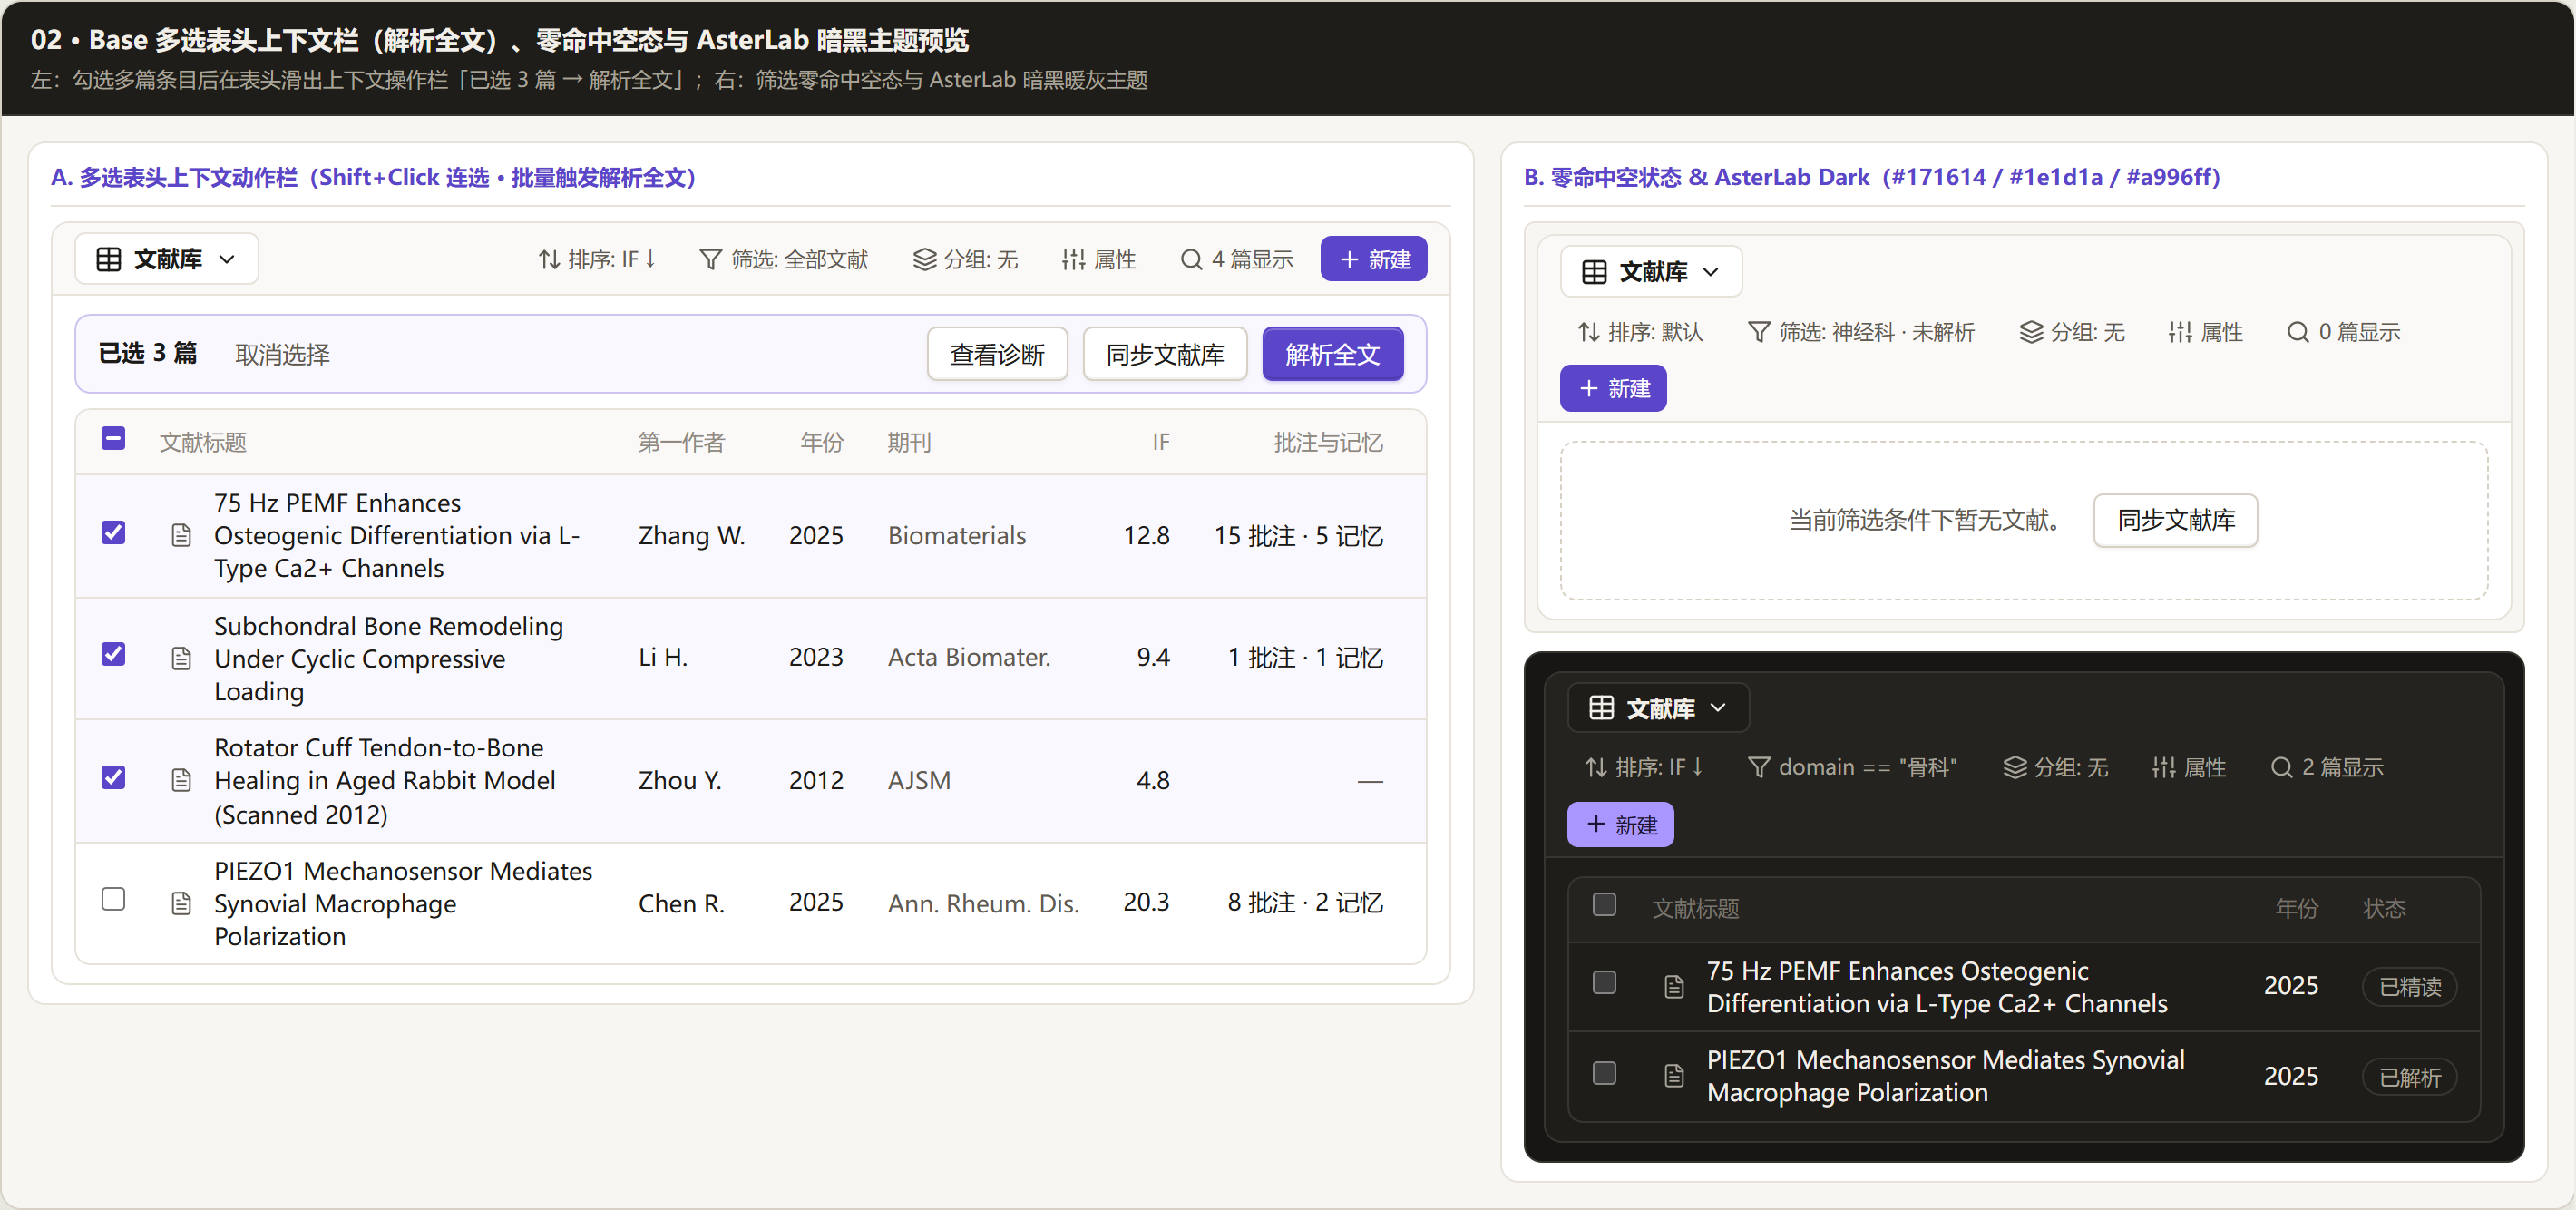 02 • Base 多选表头上下文栏（解析全文）、零命中空态与 AsterLab 暗黑主题预览
左：勾选多篇条目后在表头滑出上下文操作栏「已选 3 篇 → 解析全文」；右：筛选零命中空态与 AsterLab 暗黑暖灰主题
A. 多选表头上下文动作栏（Shift+Click 连选 • 批量触发解析全文）
文献库
排序: IF ↓ 筛选: 全部文献 分组: 无 属性 4 篇显示 + 新建
已选 3 篇 取消选择 查看诊断 同步文献库 解析全文
文献标题 第一作者 年份 期刊 IF 批注与记忆
75 Hz PEMF Enhances
Osteogenic Differentiation via L-
Type Ca2+ Channels
Zhang W. 2025 Biomaterials 12.8 15 批注 · 5 记忆
Subchondral Bone Remodeling
Under Cyclic Compressive
Loading
Li H. 2023 Acta Biomater. 9.4 1 批注 · 1 记忆
Rotator Cuff Tendon-to-Bone
Healing in Aged Rabbit Model
(Scanned 2012)
Zhou Y. 2012 AJSM 4.8 —
PIEZO1 Mechanosensor Mediates
Synovial Macrophage
Polarization
Chen R. 2025 Ann. Rheum. Dis. 20.3 8 批注 · 2 记忆
B. 零命中空状态 & AsterLab Dark（#171614 / #1e1d1a / #a996ff）
文献库
排序: 默认 筛选: 神经科 · 未解析 分组: 无 属性 0 篇显示
+ 新建
当前筛选条件下暂无文献。 同步文献库
文献库
排序: IF ↓ domain == "骨科" 分组: 无 属性 2 篇显示
+ 新建
文献标题 年份 状态
75 Hz PEMF Enhances Osteogenic
Differentiation via L-Type Ca2+ Channels
2025 已精读
PIEZO1 Mechanosensor Mediates Synovial
Macrophage Polarization
2025 已解析